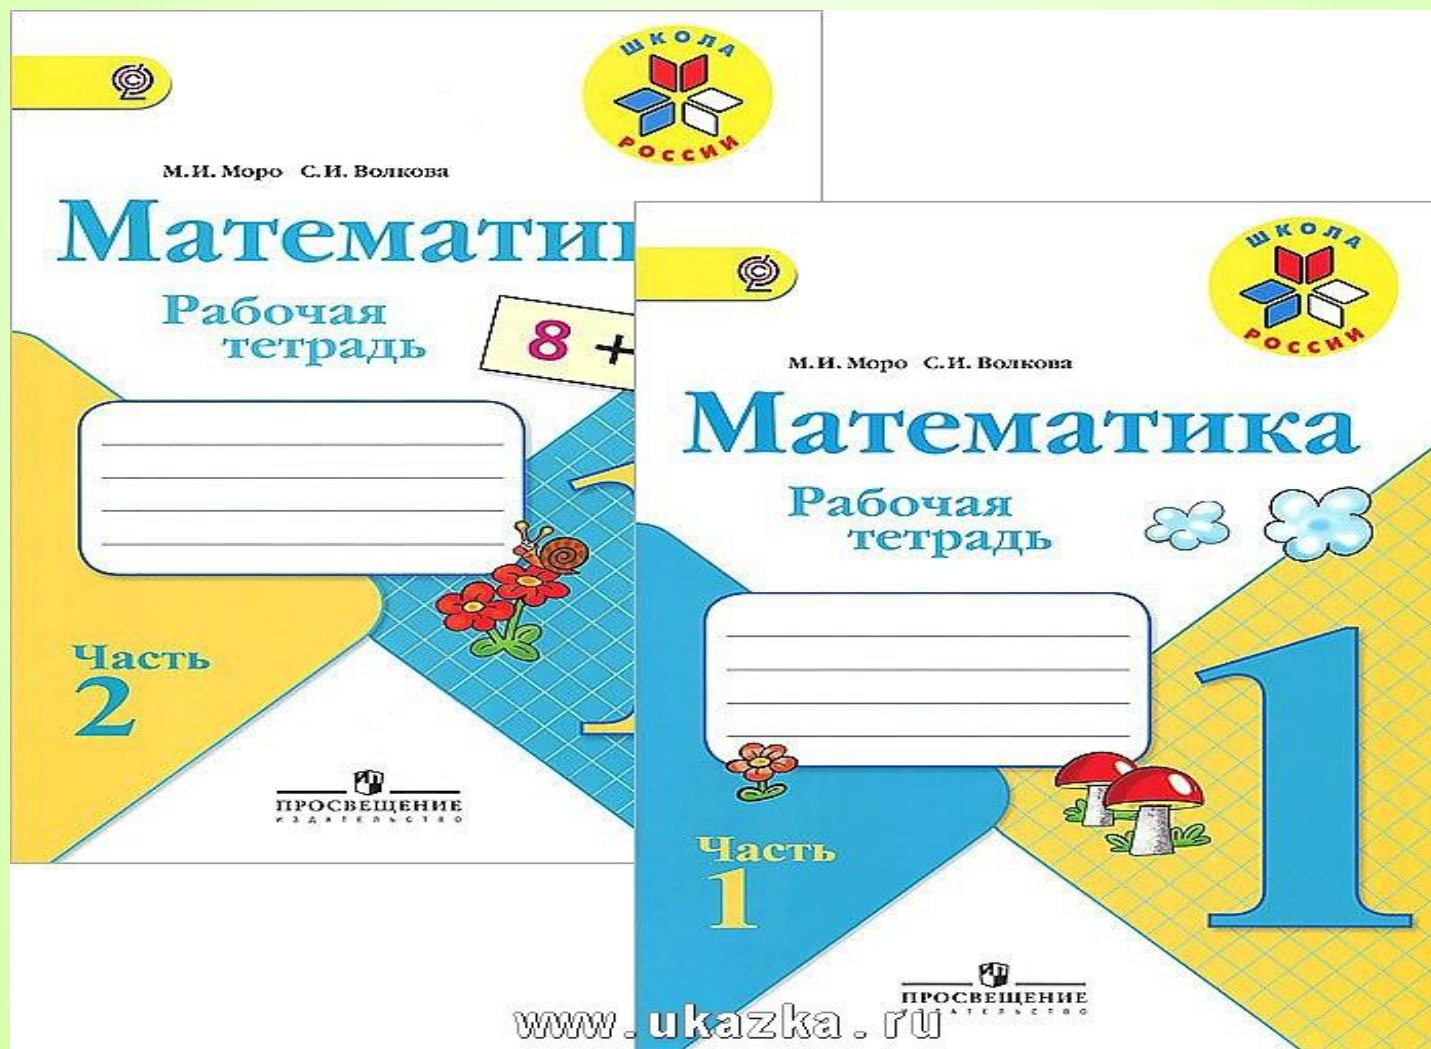 ШКОЛА
РОССИИ
М.И. Моро С.И. Волкова
Математи
Рабочая
тетрадь
8 +
Часть
2
ПРОСВЕЩЕНИЕ
ИЗДАТЕЛЬСТВО
ШКОЛА
РОССИИ
М.И. Моро С.И. Волкова
Математика
Рабочая
тетрадь
1
Часть
1
ПРОСВЕЩЕНИЕ
www.ukazka.ru